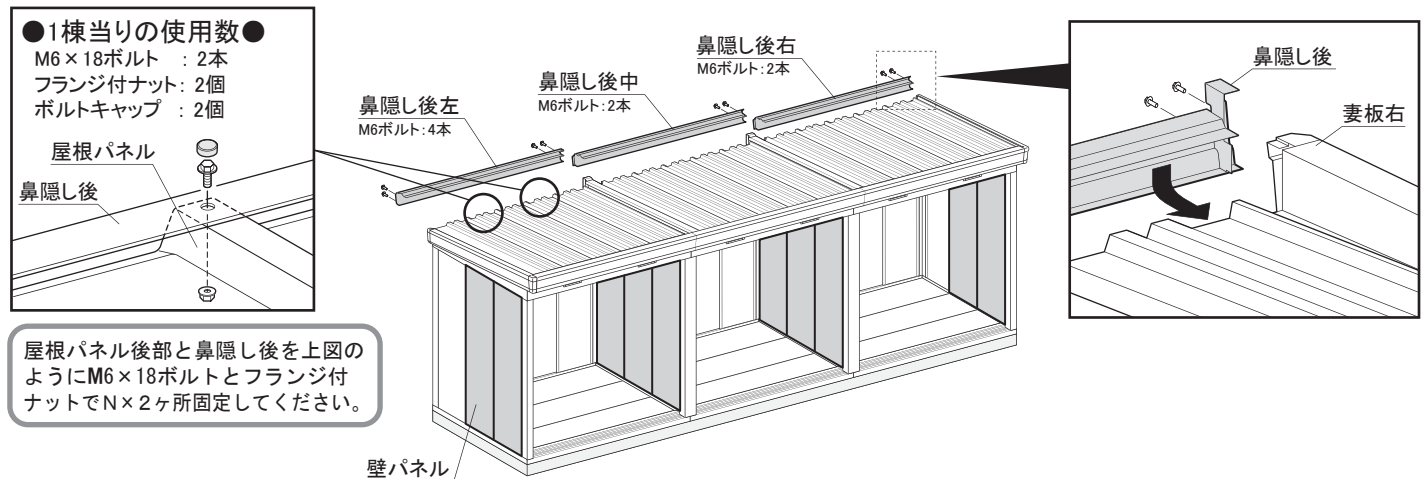 ●1棟当りの使用数●
M6×18ボルト : 2本
フランジ付ナット: 2個
ボルトキャップ : 2個
屋根パネル
鼻隠し後
鼻隠し後左
M6ボルト:4本
鼻隠し後中
M6ボルト:2本
鼻隠し後右
M6ボルト:2本
鼻隠し後
妻板右
屋根パネル後部と鼻隠し後を上図の
ようにM6×18ボルトとフランジ付
ナットでN×2ヶ所固定してください。
壁パネル